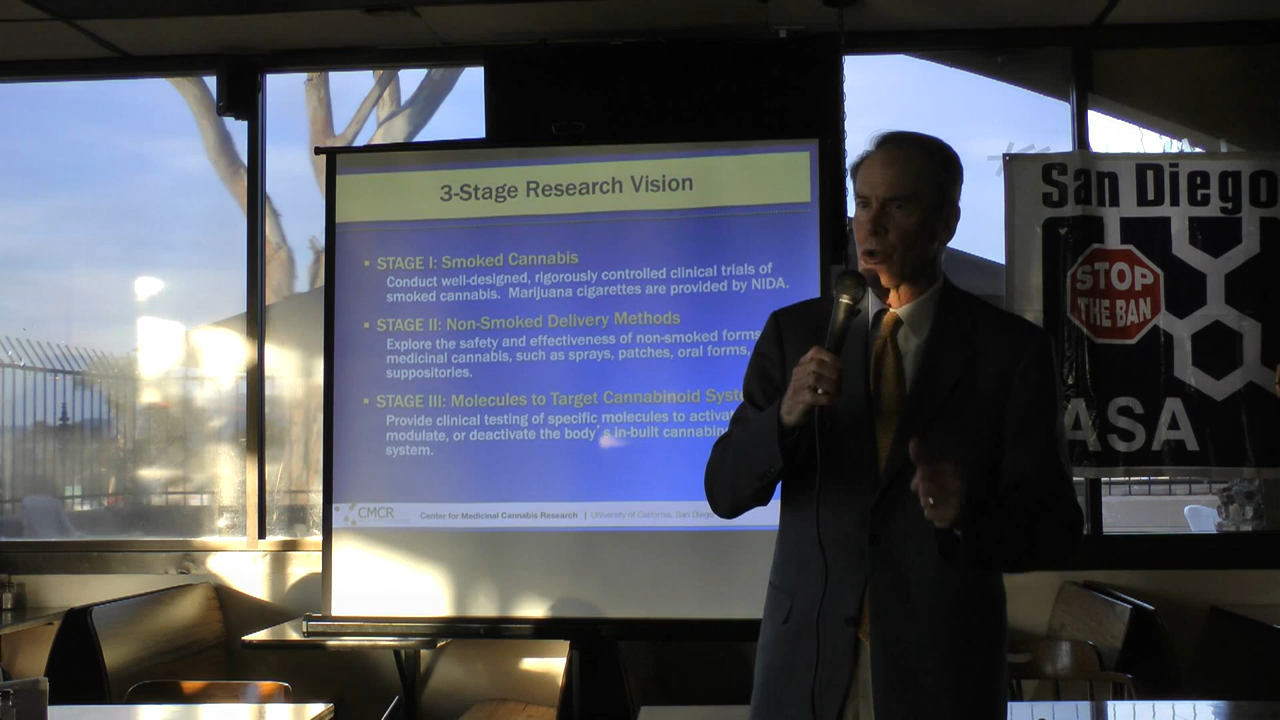 3-Stage Research Vision
▪ STAGE I: Smoked Cannabis
Conduct well-designed, rigorously controlled clinical trials of
smoked cannabis. Marijuana cigarettes are provided by NIDA.
▪ STAGE II: Non-Smoked Delivery Methods
Explore the safety and effectiveness of non-smoked forms
medicinal cannabis, such as sprays, patches, oral forms,
suppositories.
▪ STAGE III: Molecules to Target Cannabinoid Syste
Provide clinical testing of specific molecules to activat
modulate, or deactivate the body's in-built cannabin
system.
CMCR
Center for Medicinal Cannabis Research | University of California, San Diego
San Diego
STOP
THE BAN
ASA